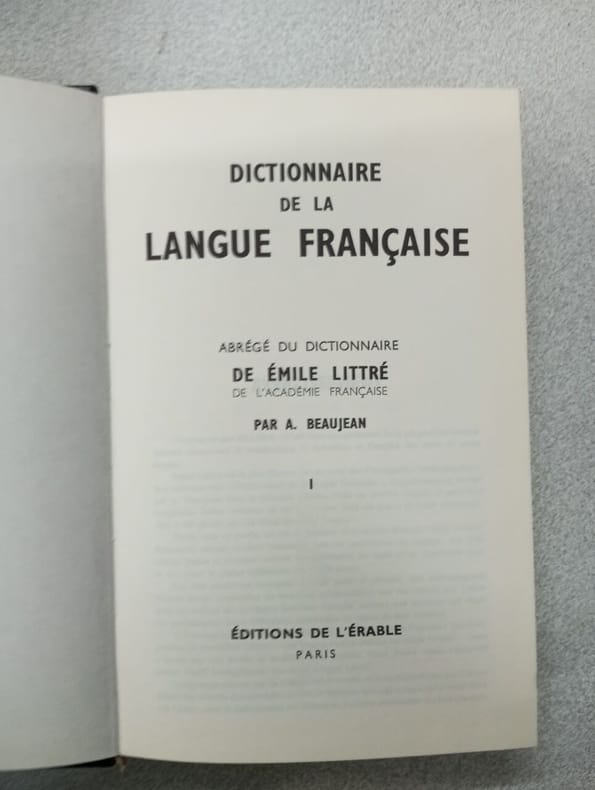 DICTIONNAIRE
DE LA
LANGUE FRANÇAISE
ABRÉGÉ DU DICTIONNAIRE
DE ÉMILE LITTRÉ
DE L'ACADÉMIE FRANÇAISE
PAR A. BEAUJEAN
I
ÉDITIONS DE L'ÉRABLE
PARIS